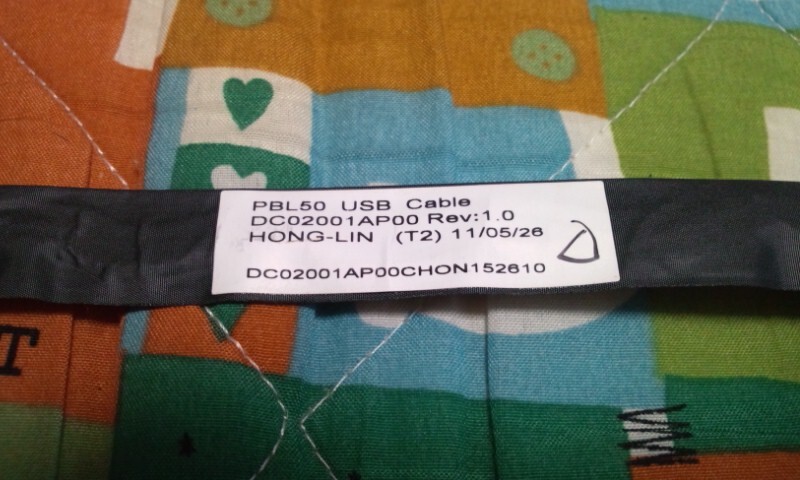 PBL50 USB Cable
DC02001AP00 Rev:1.0
HONG-LIN (T2) 11/05/26
DC02001AP00CHON152610
T